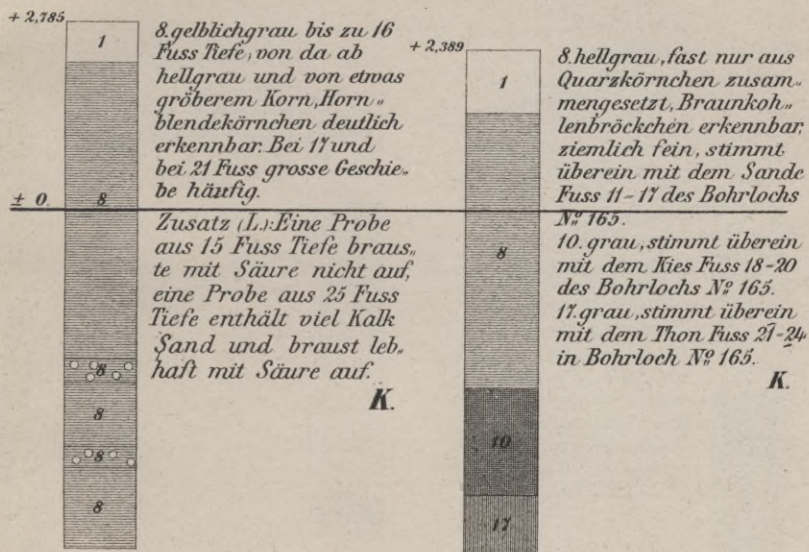 + 2,785
1
8
8
8
8
8
8. gelblichgrau bis zu 16
Fuss Tiefe, von da ab
hellgrau und von etwas
gröberem Korn, Horn„
blendekörnchen deutlich
erkennbar. Bei 17 und
bei 21 Fuss grosse Geschie„
be häufig.
± 0.
Zusatz (L.): Eine Probe
aus 15 Fuss Tiefe braus„
te mit Säure nicht auf,
eine Probe aus 25 Fuss
Tiefe enthält viel Kalk
Sand und braust leb„
haft mit Säure auf.
K.
+ 2,389
1
8
10
17
8. hellgrau, fast nur aus
Quarzkörnchen zusam„
mengesetzt, Braunkoh„
lenbröckchen erkennbar,
ziemlich fein, stimmt
überein mit dem Sande
Fuss 11-17 des Bohrlochs
Nº 165.
10. grau, stimmt überein
mit dem Kies Fuss 18-20
des Bohrlochs Nº 165.
17. grau, stimmt überein
mit dem Thon Fuss 21-24
in Bohrloch Nº 165.
K.